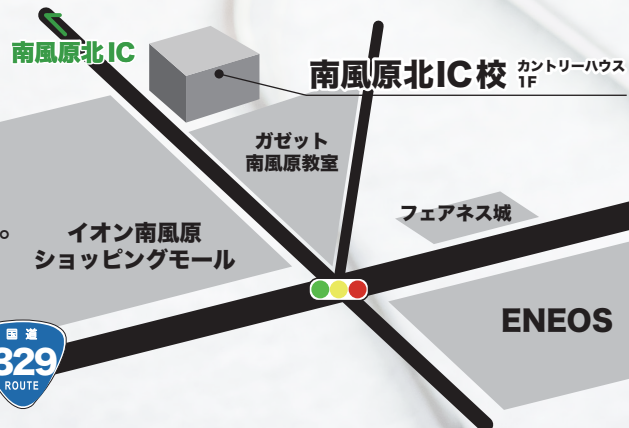 南風原北IC
南風原北IC校 カントリーハウス
1F
ガゼット
南風原教室
フェアネス城
。
イオン南風原
ショッピングモール
ENEOS
国道
329
ROUTE